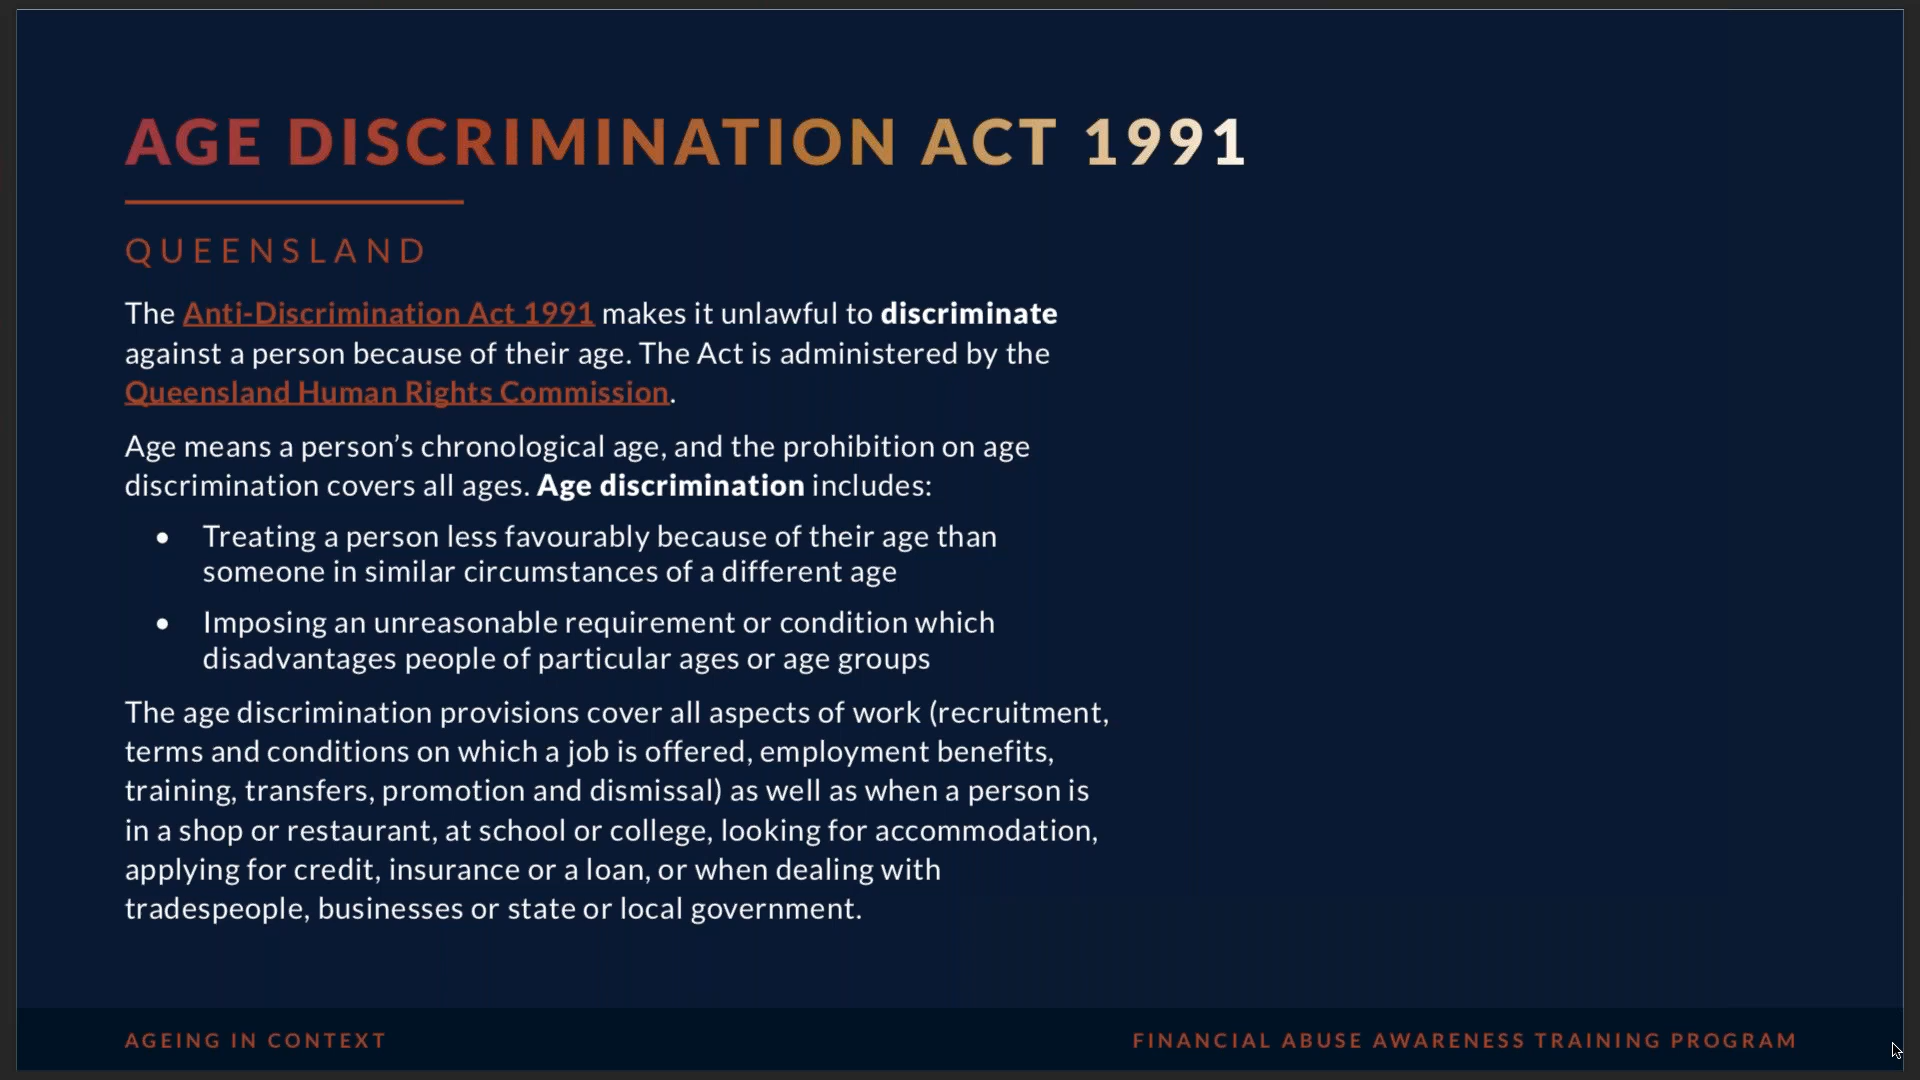 AGE DISCRIMINATION ACT 1991
QUEENSLAND
The Anti-Discrimination Act 1991 makes it unlawful to discriminate
against a person because of their age. The Act is administered by the
Queensland Human Rights Commission.
Age means a person’s chronological age, and the prohibition on age
discrimination covers all ages. Age discrimination includes:
• Treating a person less favourably because of their age than
someone in similar circumstances of a different age
• Imposing an unreasonable requirement or condition which
disadvantages people of particular ages or age groups
The age discrimination provisions cover all aspects of work (recruitment,
terms and conditions on which a job is offered, employment benefits,
training, transfers, promotion and dismissal) as well as when a person is
in a shop or restaurant, at school or college, looking for accommodation,
applying for credit, insurance or a loan, or when dealing with
tradespeople, businesses or state or local government.
AGEING IN CONTEXT
FINANCIAL ABUSE AWARENESS TRAINING PROGRAM